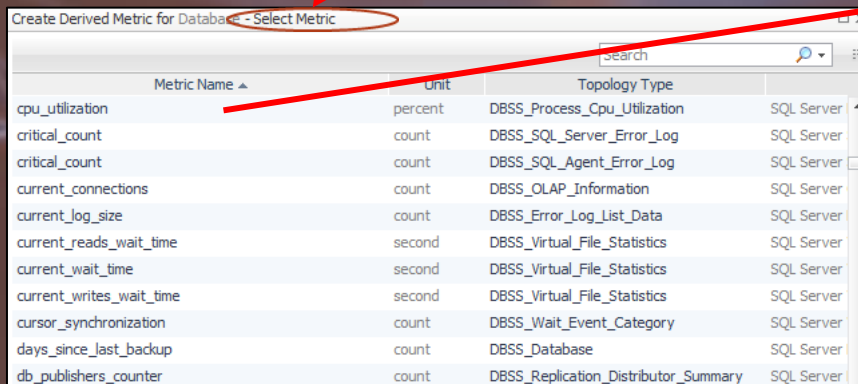 Create Derived Metric for Database - Select Metric
Search
Metric Name Unit Topology Type
cpu_utilization percent DBSS_Process_Cpu_Utilization SQL Server
critical_count count DBSS_SQL_Server_Error_Log SQL Server
critical_count count DBSS_SQL_Agent_Error_Log SQL Server
current_connections count DBSS_OLAP_Information SQL Server
current_log_size count DBSS_Error_Log_List_Data SQL Server
current_reads_wait_time second DBSS_Virtual_File_Statistics SQL Server
current_wait_time second DBSS_Virtual_File_Statistics SQL Server
current_writes_wait_time second DBSS_Virtual_File_Statistics SQL Server
cursor_synchronization count DBSS_Wait_Event_Category SQL Server
days_since_last_backup count DBSS_Database SQL Server
db_publishers_counter count DBSS_Replication_Distributor_Summary SQL Server